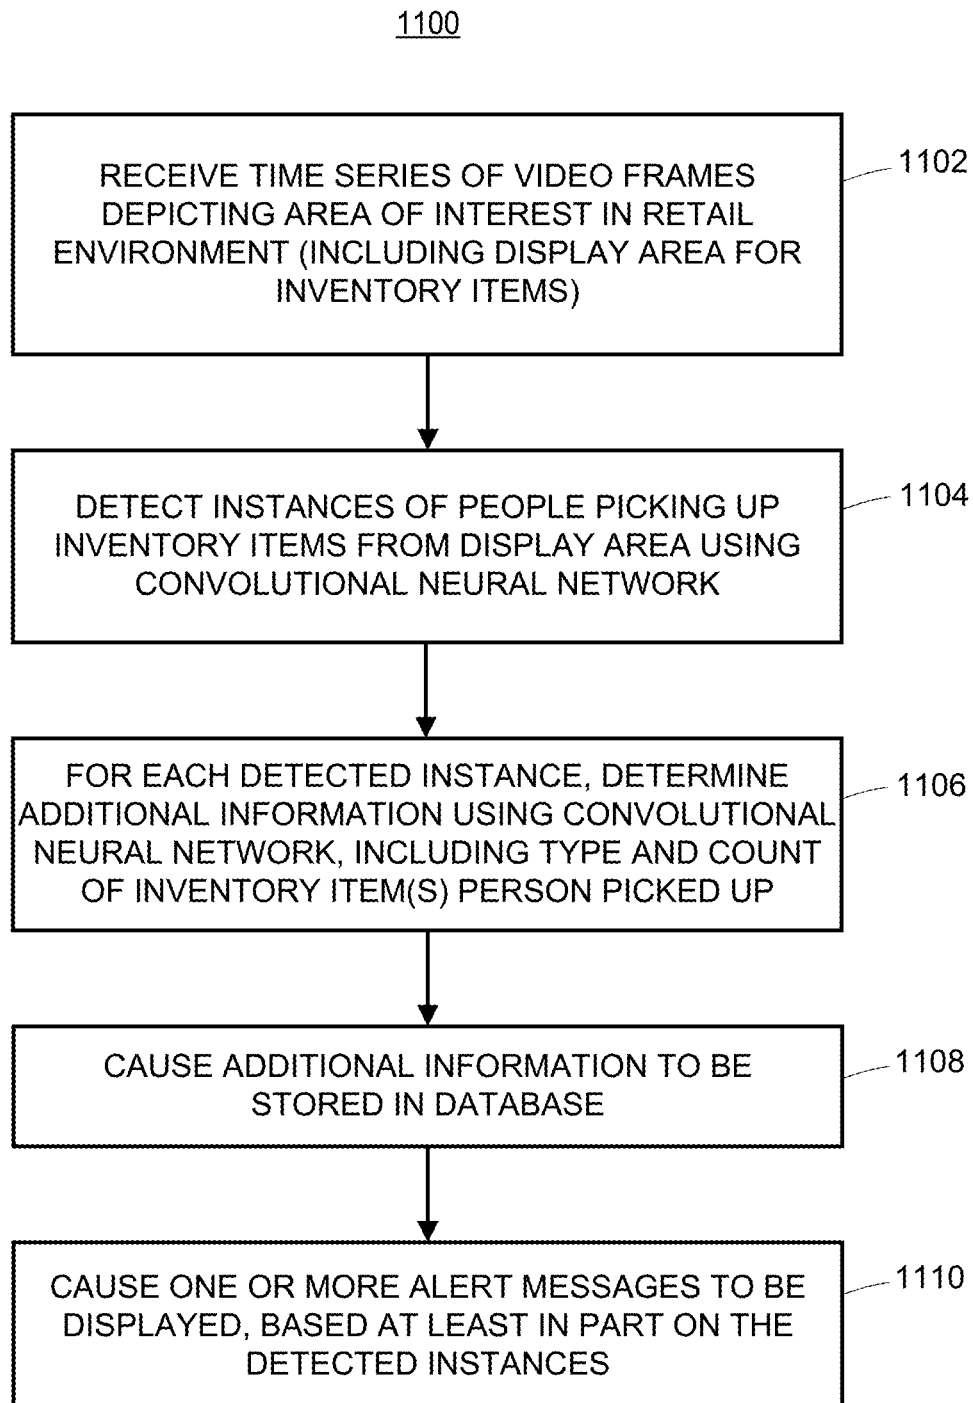 1100
RECEIVE TIME SERIES OF VIDEO FRAMES
DEPICTING AREA OF INTEREST IN RETAIL
ENVIRONMENT (INCLUDING DISPLAY AREA FOR
INVENTORY ITEMS)
1102
DETECT INSTANCES OF PEOPLE PICKING UP
INVENTORY ITEMS FROM DISPLAY AREA USING
CONVOLUTIONAL NEURAL NETWORK
1104
FOR EACH DETECTED INSTANCE, DETERMINE
ADDITIONAL INFORMATION USING CONVOLUTIONAL
NEURAL NETWORK, INCLUDING TYPE AND COUNT
OF INVENTORY ITEM(S) PERSON PICKED UP
1106
CAUSE ADDITIONAL INFORMATION TO BE
STORED IN DATABASE
1108
CAUSE ONE OR MORE ALERT MESSAGES TO BE
DISPLAYED, BASED AT LEAST IN PART ON THE
DETECTED INSTANCES
1110